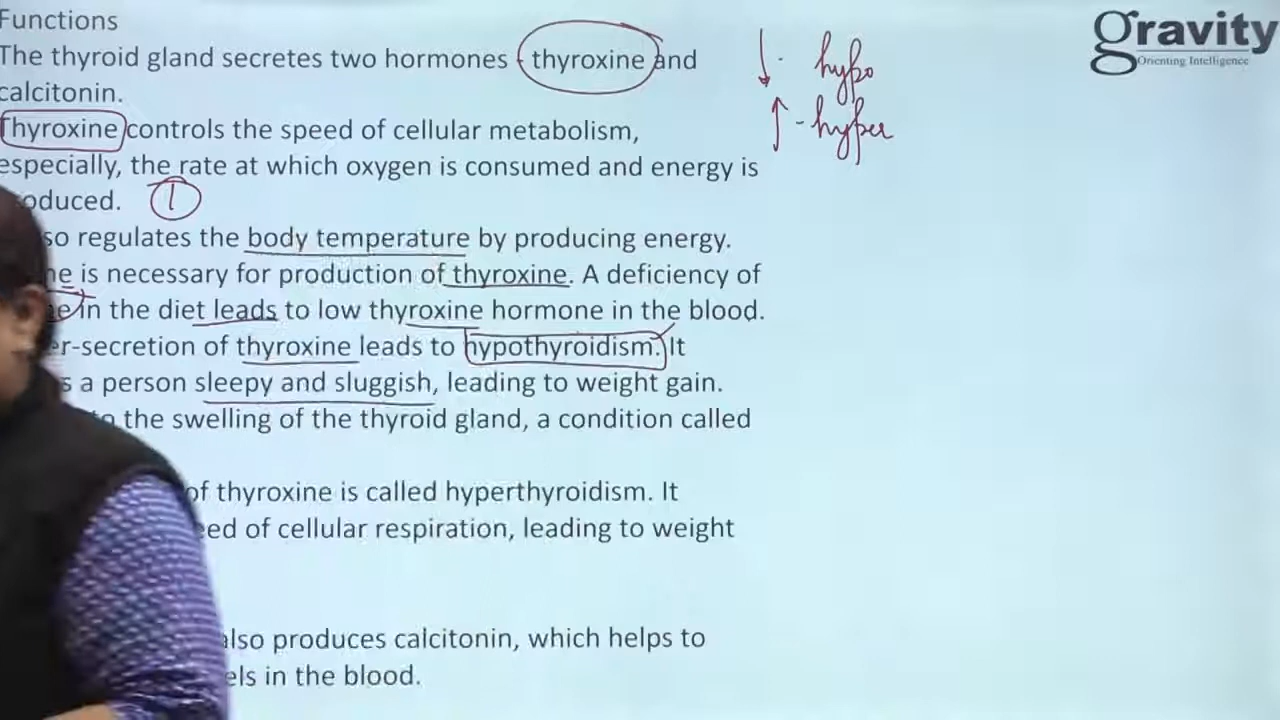 Functions
The thyroid gland secretes two hormones - thyroxine and
calcitonin.
Thyroxine controls the speed of cellular metabolism,
especially, the rate at which oxygen is consumed and energy is
oduced. 1
so regulates the body temperature by producing energy.
ne is necessary for production of thyroxine. A deficiency of
e in the diet leads to low thyroxine hormone in the blood.
er-secretion of thyroxine leads to hypothyroidism. It
s a person sleepy and sluggish, leading to weight gain.
to the swelling of the thyroid gland, a condition called
of thyroxine is called hyperthyroidism. It
eed of cellular respiration, leading to weight
also produces calcitonin, which helps to
els in the blood.
↓ - hypo
↑ - hyper
gravity
Orienting Intelligence